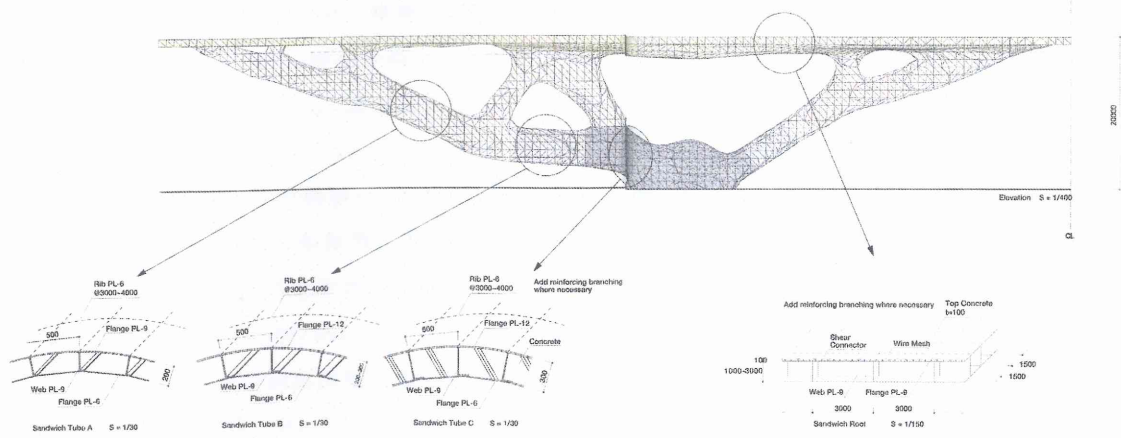 20000
Elevation S = 1/400
CL
Rib PL-6
@3000~4000
Flange PL-9
500
200
Web PL-9
Flange PL-6
Sandwich Tube A S = 1/30
Rib PL-6
@3000~4000
Flange PL-12
500
Web PL-9
Flange PL-6
Sandwich Tube B S = 1/30
Rib PL-6
@3000~4000
Add reinforcing branching
where necessary
Flange PL-12
600
Concrete
Web PL-9
Flange PL-6
Sandwich Tube C S = 1/30
Add reinforcing branching where necessary
Top Concrete
t=100
Shear
Connector
Wire Mesh
100
1000-3000
1500
1500
Web PL-9
Flange PL-9
3000
3000
Sandwich Roof S = 1/150